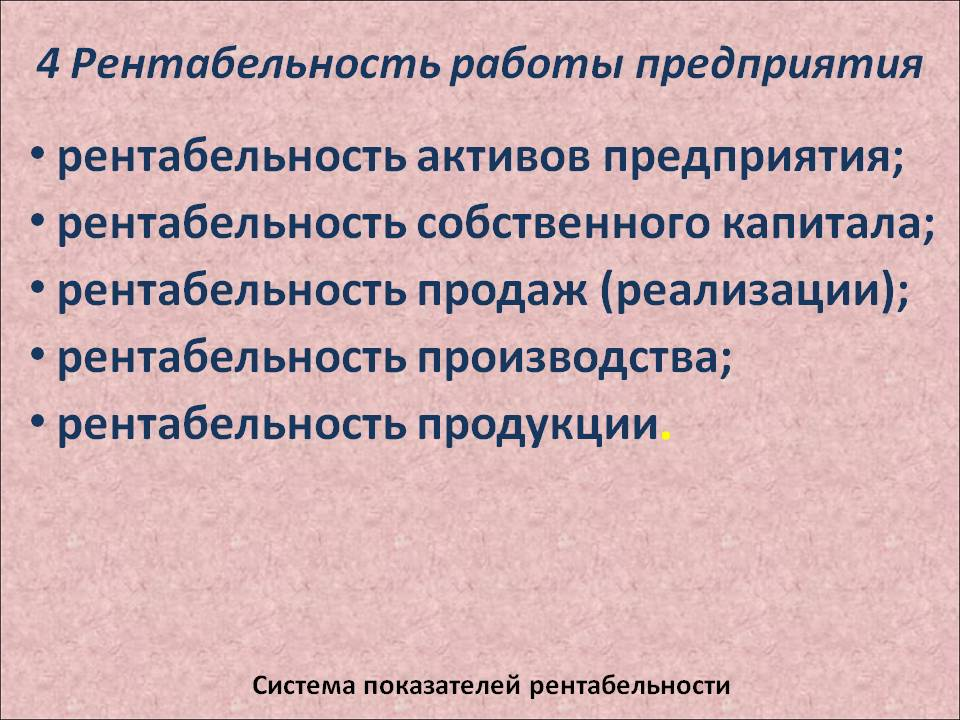 4 Рентабельность работы предприятия
• рентабельность активов предприятия;
• рентабельность собственного капитала;
• рентабельность продаж (реализации);
• рентабельность производства;
• рентабельность продукции.
Система показателей рентабельности